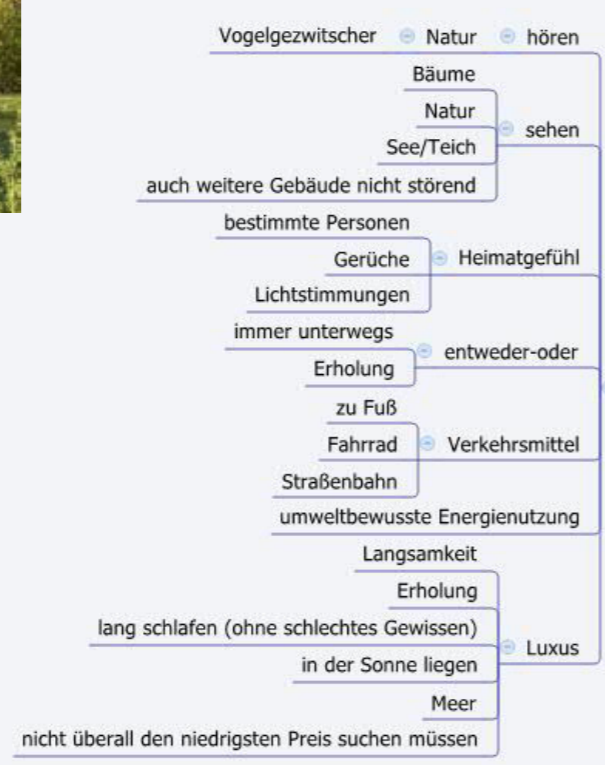 Vogelgezwitscher Natur hören
Bäume
Natur
See/Teich
auch weitere Gebäude nicht störend
sehen
bestimmte Personen
Gerüche
Lichtstimmungen
Heimatgefühl
immer unterwegs
Erholung
entweder-oder
zu Fuß
Fahrrad
Straßenbahn
Verkehrsmittel
umweltbewusste Energienutzung
Langsamkeit
Erholung
lang schlafen (ohne schlechtes Gewissen)
in der Sonne liegen
Meer
nicht überall den niedrigsten Preis suchen müssen
Luxus